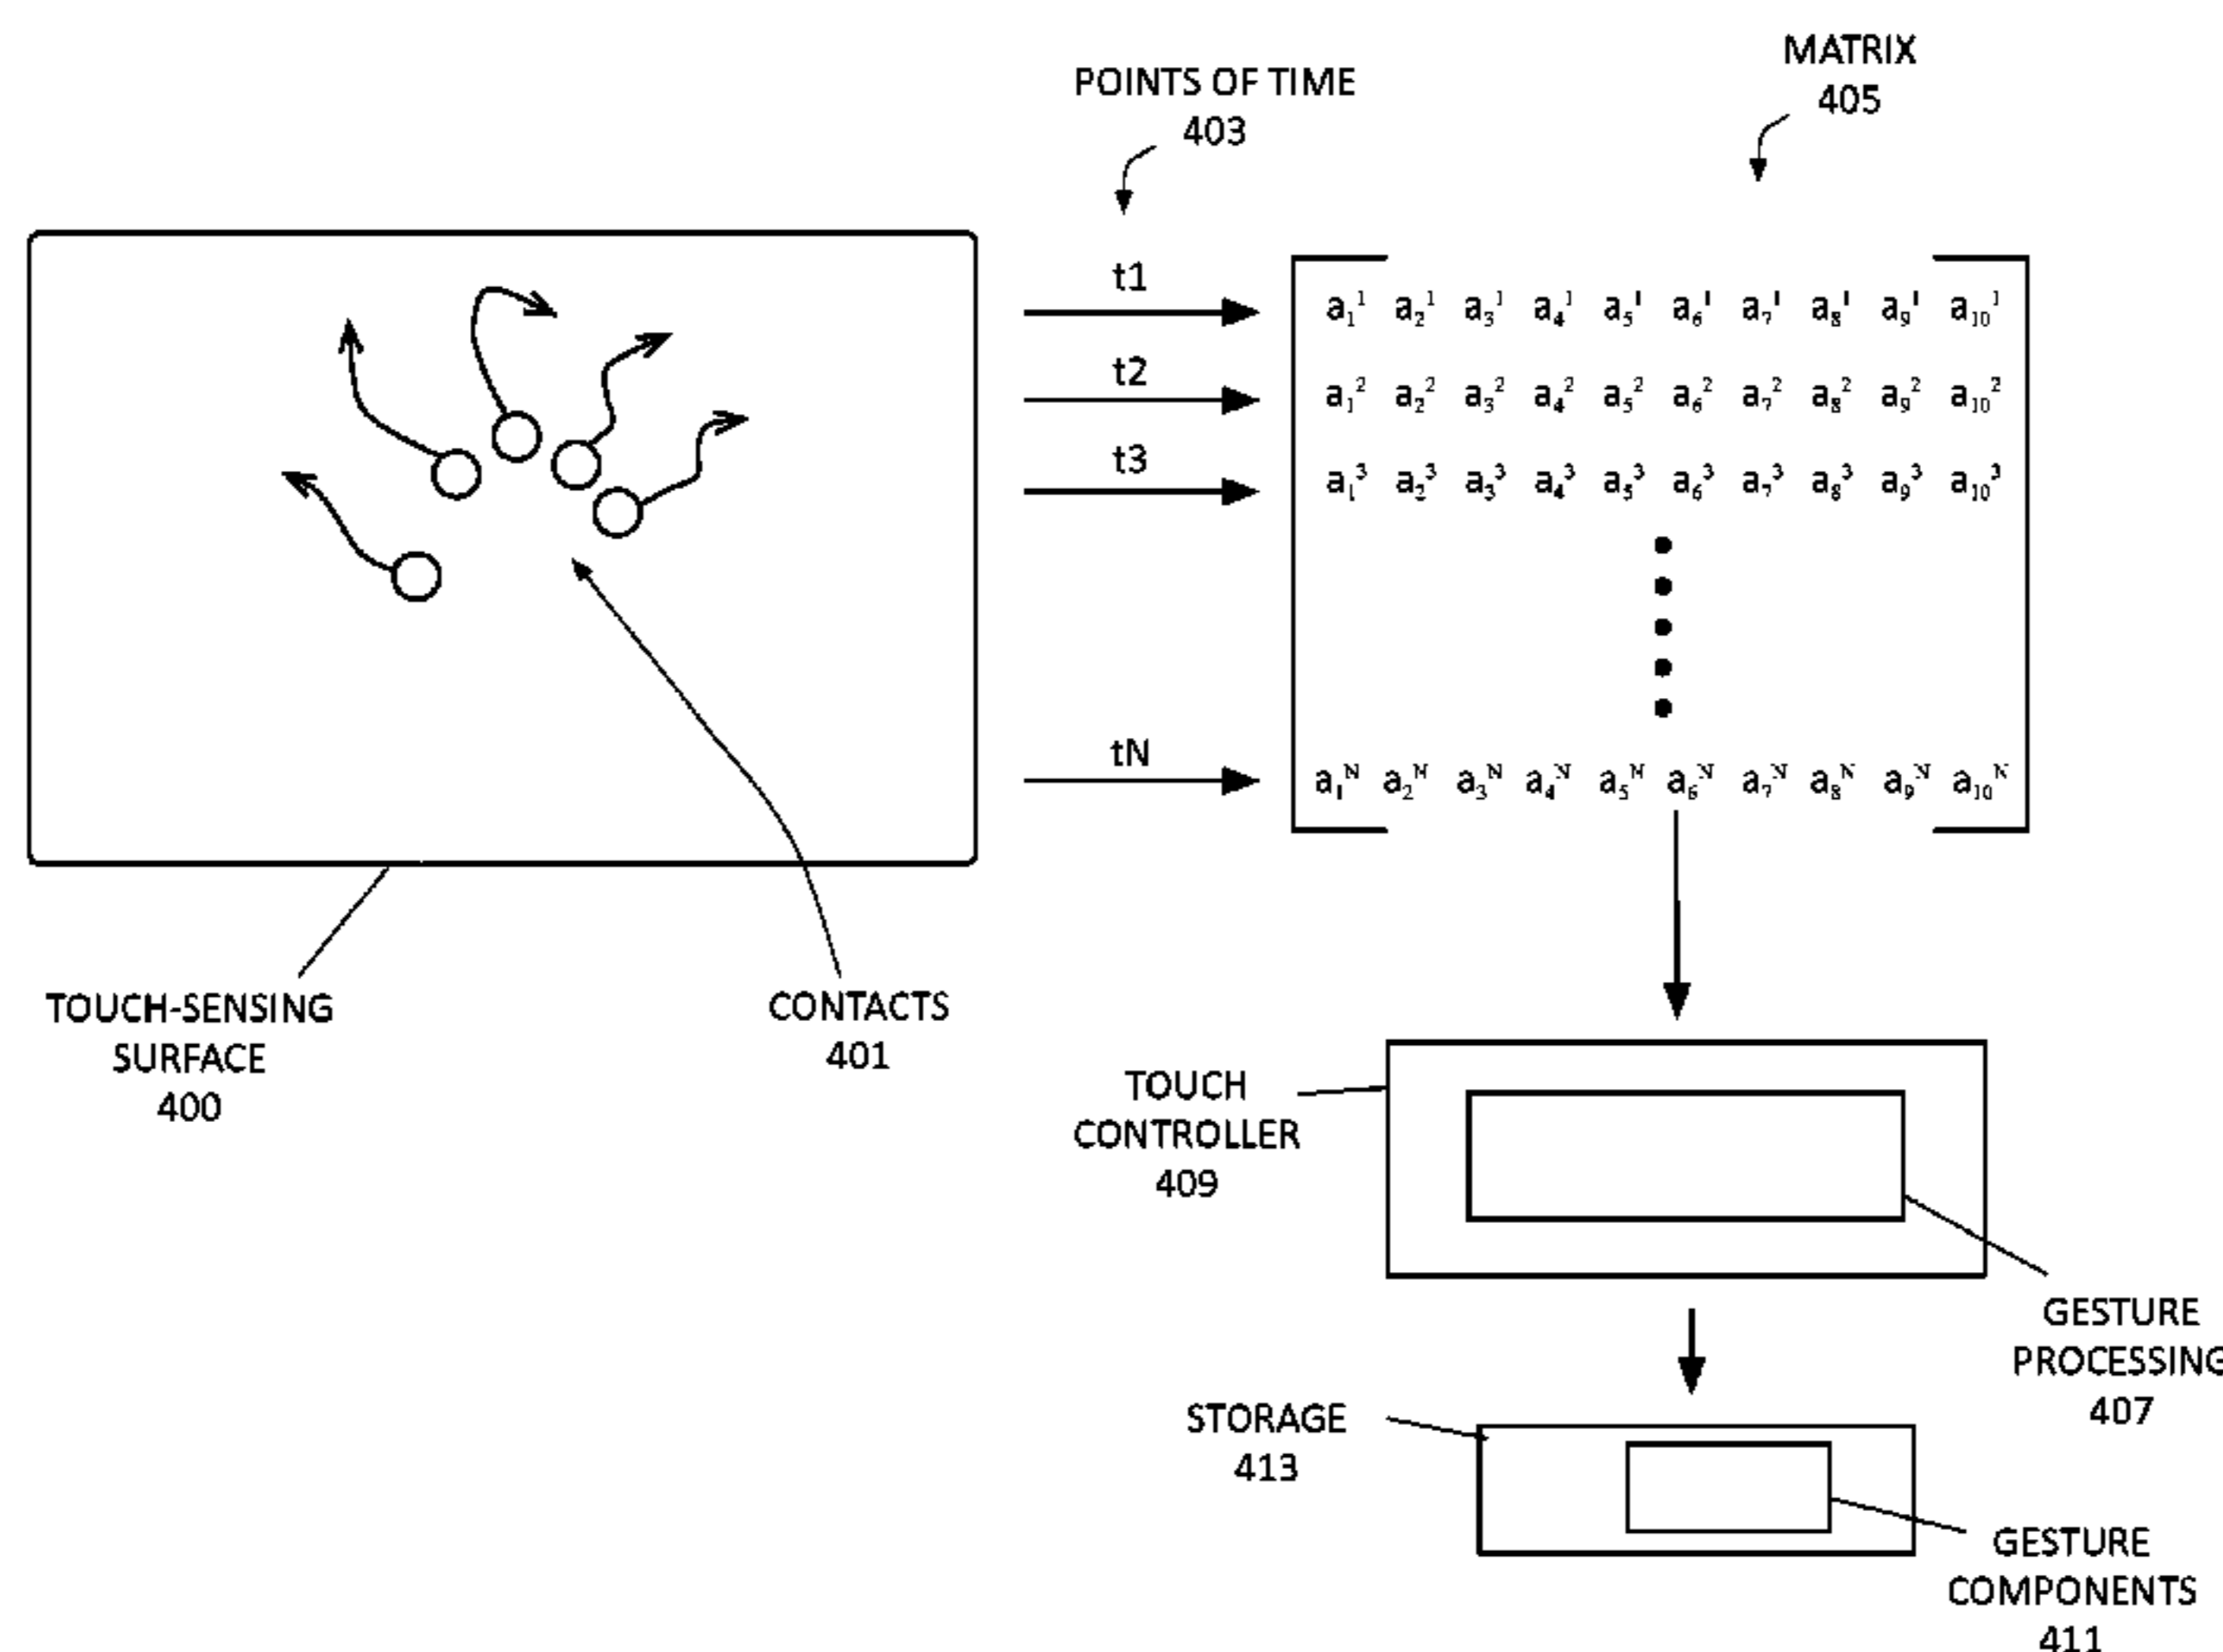 MATRIX
405
POINTS OF TIME
403
t1
a₁¹ a₂¹ a₃¹ a₄¹ a₅¹ a₆¹ a₇¹ a₈¹ a₉¹ a₁₀¹
t2
a₁² a₂² a₃² a₄² a₅² a₆² a₇² a₈² a₉² a₁₀²
t3
a₁³ a₂³ a₃³ a₄³ a₅³ a₆³ a₇³ a₈³ a₉³ a₁₀³
tN
a₁ᴺ a₂ᴺ a₃ᴺ a₄ᴺ a₅ᴺ a₆ᴺ a₇ᴺ a₈ᴺ a₉ᴺ a₁₀ᴺ
TOUCH-SENSING
SURFACE
400
CONTACTS
401
TOUCH
CONTROLLER
409
GESTURE
PROCESSING
407
STORAGE
413
GESTURE
COMPONENTS
411